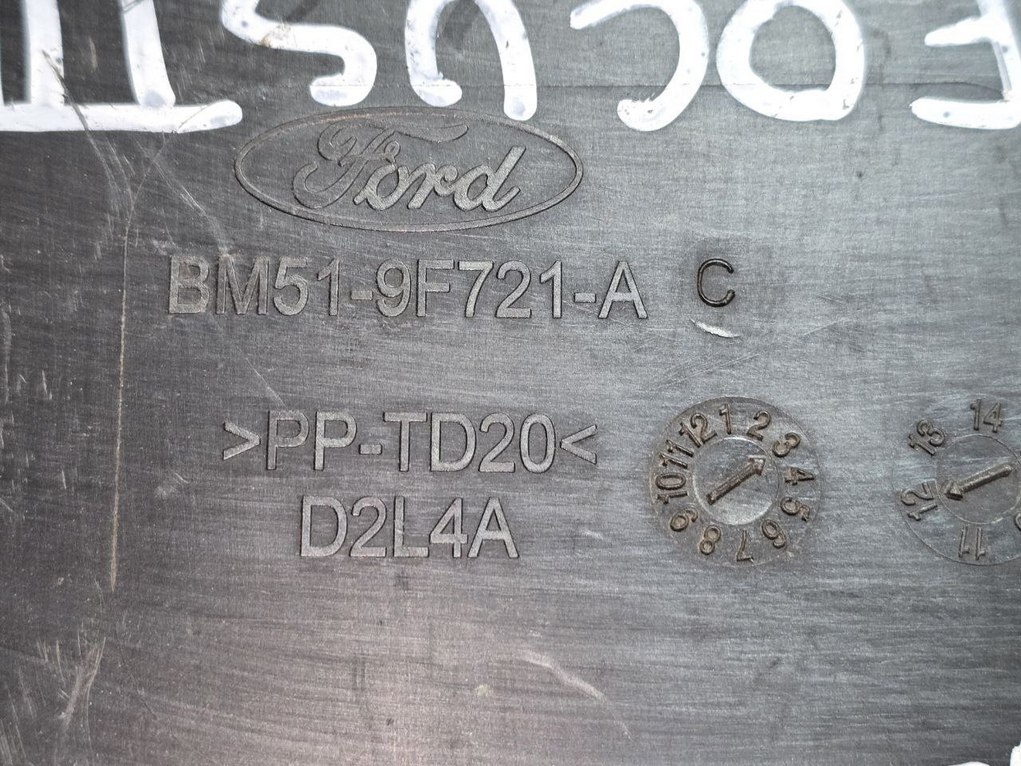 FOCUS
Ford
BM51-9F721-A C
>PP-TD20<
D2L4A
1 2 3 4 5 6 7 8 9 10 11 12
11 12 13 14